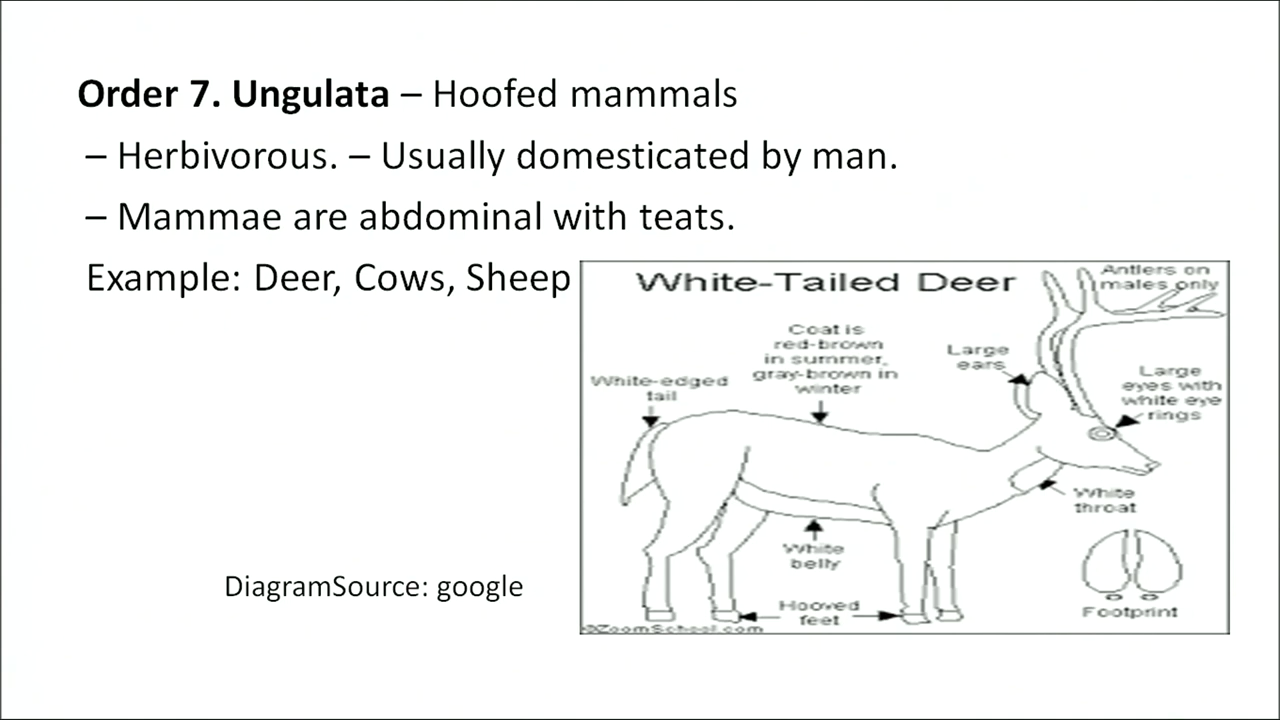 Order 7. Ungulata – Hoofed mammals
– Herbivorous. – Usually domesticated by man.
– Mammae are abdominal with teats.
Example: Deer, Cows, Sheep
White-Tailed Deer
Antlers on
males only
Coat is
red-brown
in summer,
gray-brown in
winter
Large
ears
White-edged
tail
Large
eyes with
white eye
rings
White
throat
White
belly
Hooved
feet
Footprint
©ZoomSchool.com
DiagramSource: google